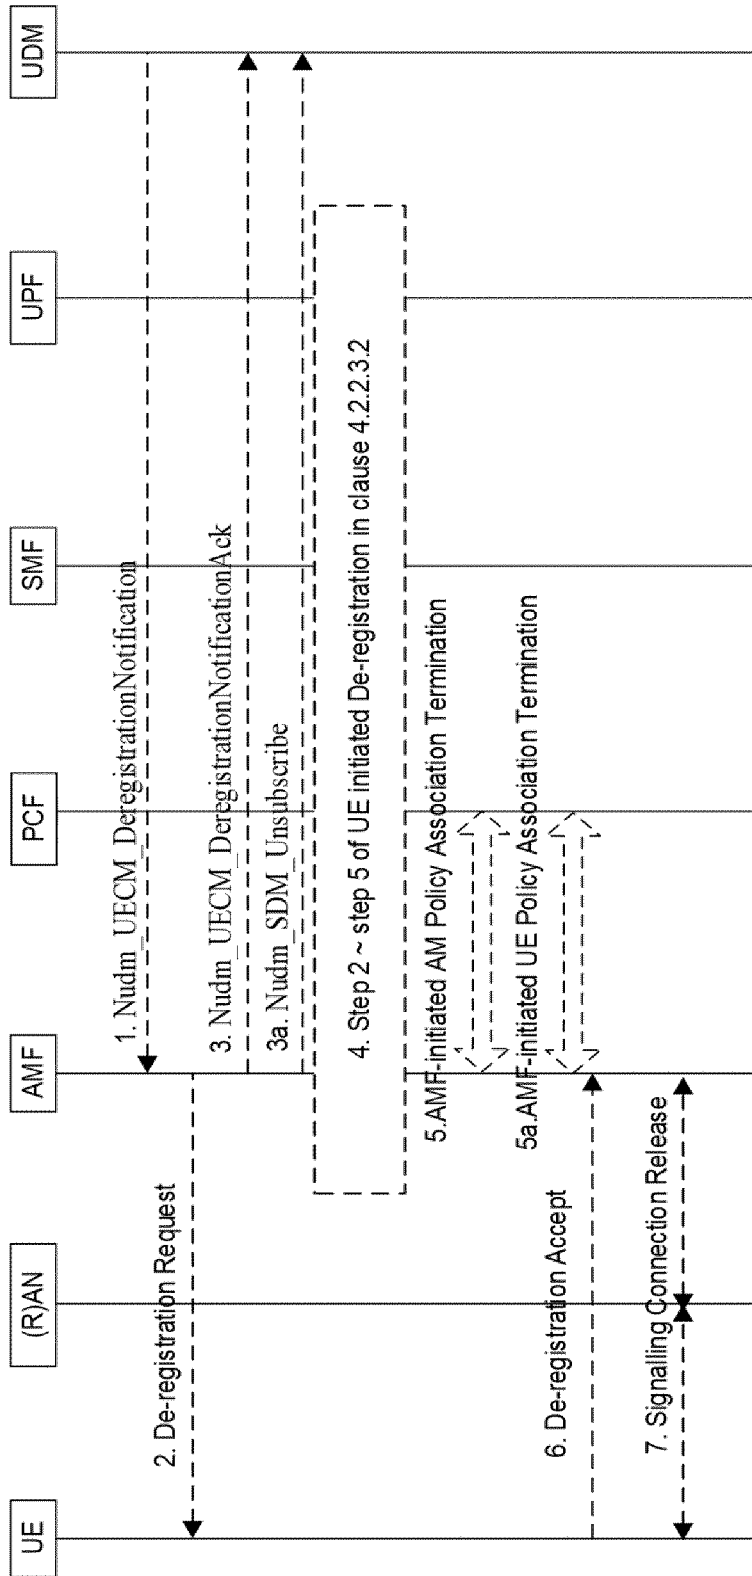 UE
(R)AN
AMF
PCF
SMF
UPF
UDM
1. Nudm_UECM_DeregistrationNotification
2. De-registration Request
3. Nudm_UECM_DeregistrationNotificationAck
3a. Nudm_SDM_Unsubscribe
4. Step 2 ~ step 5 of UE initiated De-registration in clause 4.2.2.3.2
5.AMF-initiated AM Policy Association Termination
5a.AMF-initiated UE Policy Association Termination
6. De-registration Accept
7. Signalling Connection Release